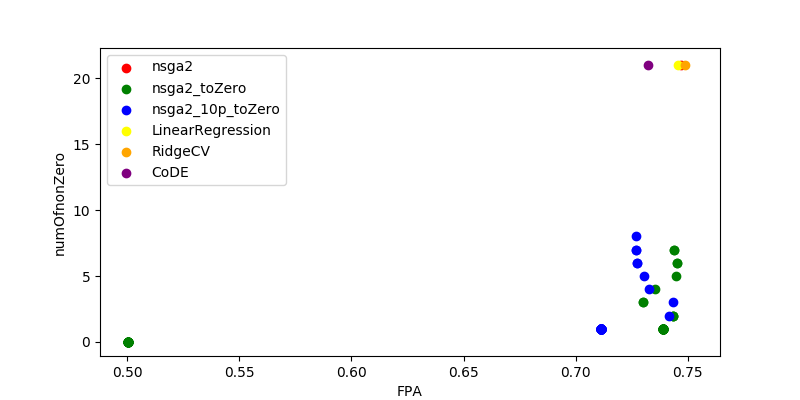 nsga2
nsga2_toZero
nsga2_10p_toZero
LinearRegression
RidgeCV
CoDE
numOfnonZero
20
15
10
5
0
0.50 0.55 0.60 0.65 0.70 0.75
FPA